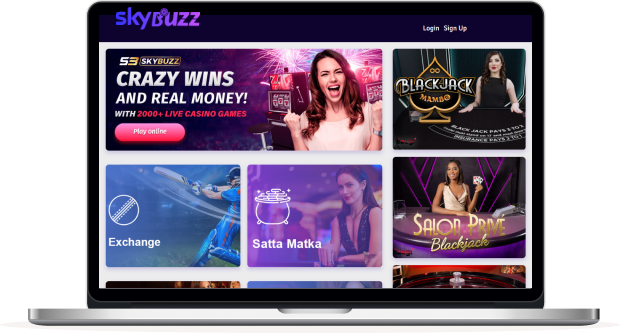 skyBuzz
Login Sign Up
SB SKYBUZZ
CRAZY WINS
AND REAL MONEY!
WITH 2000+ LIVE CASINO GAMES
Play online
BLACKJACK
MAMBO
BLACK JACK PAYS 3 TO 2
INSURANCE PAYS 2 TO 1
Exchange
Satta Matka
SALON PRIVÉ
Blackjack